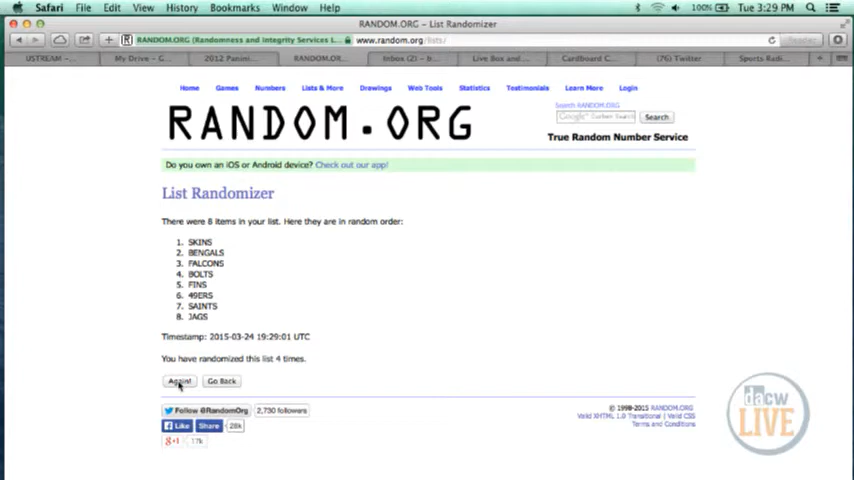 Safari File Edit View History Bookmarks Window Help 100% Tue 3:29 PM
RANDOM.ORG – List Randomizer
RANDOM.ORG (Randomness and Integrity Services L... www.random.org/lists/ Reader
USTREAM –... My Drive – G... 2012 Panini... RANDOM.OR... Inbox (2) – b... Live Box and... Cardboard C... (76) Twitter Sports Radi...
Home Games Numbers Lists & More Drawings Web Tools Statistics Testimonials Learn More Login
Search RANDOM.ORG
RANDOM.ORG
Google™ Custom Search Search
True Random Number Service
Do you own an iOS or Android device? Check out our app!
List Randomizer
There were 8 items in your list. Here they are in random order:
1. SKINS
2. BENGALS
3. FALCONS
4. BOLTS
5. FINS
6. 49ERS
7. SAINTS
8. JAGS
Timestamp: 2015-03-24 19:29:01 UTC
You have randomized this list 4 times.
Again! Go Back
Follow @RandomOrg 2,730 followers
© 1998-2015 RANDOM.ORG
Like Share 28k
Valid XHTML 1.0 Transitional | Valid CSS
Terms and Conditions
g+1 17k
dacw
LIVE